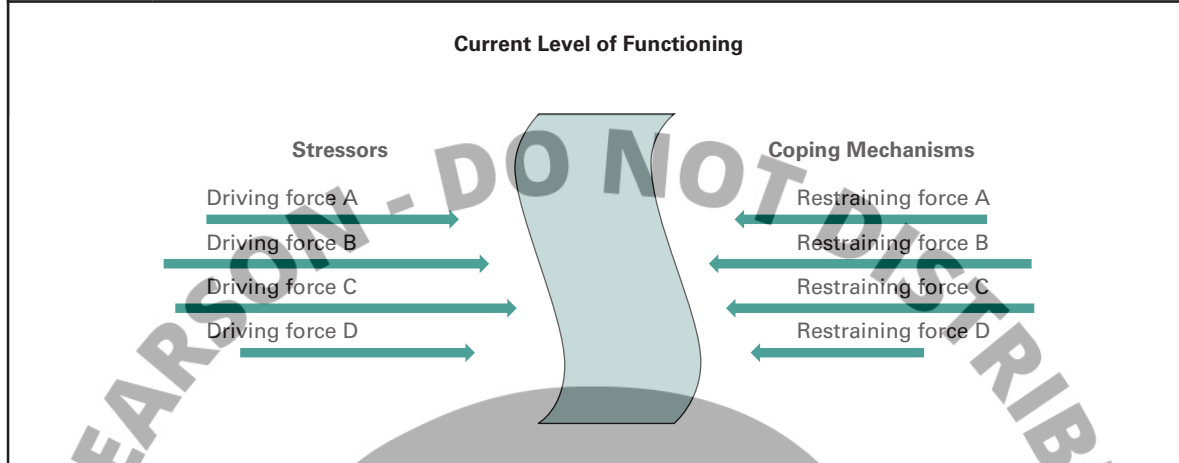 Current Level of Functioning
Stressors
Coping Mechanisms
Driving force A
Restraining force A
Driving force B
Restraining force B
Driving force C
Restraining force C
Driving force D
Restraining force D
EARSON - DO NOT DISTRIB